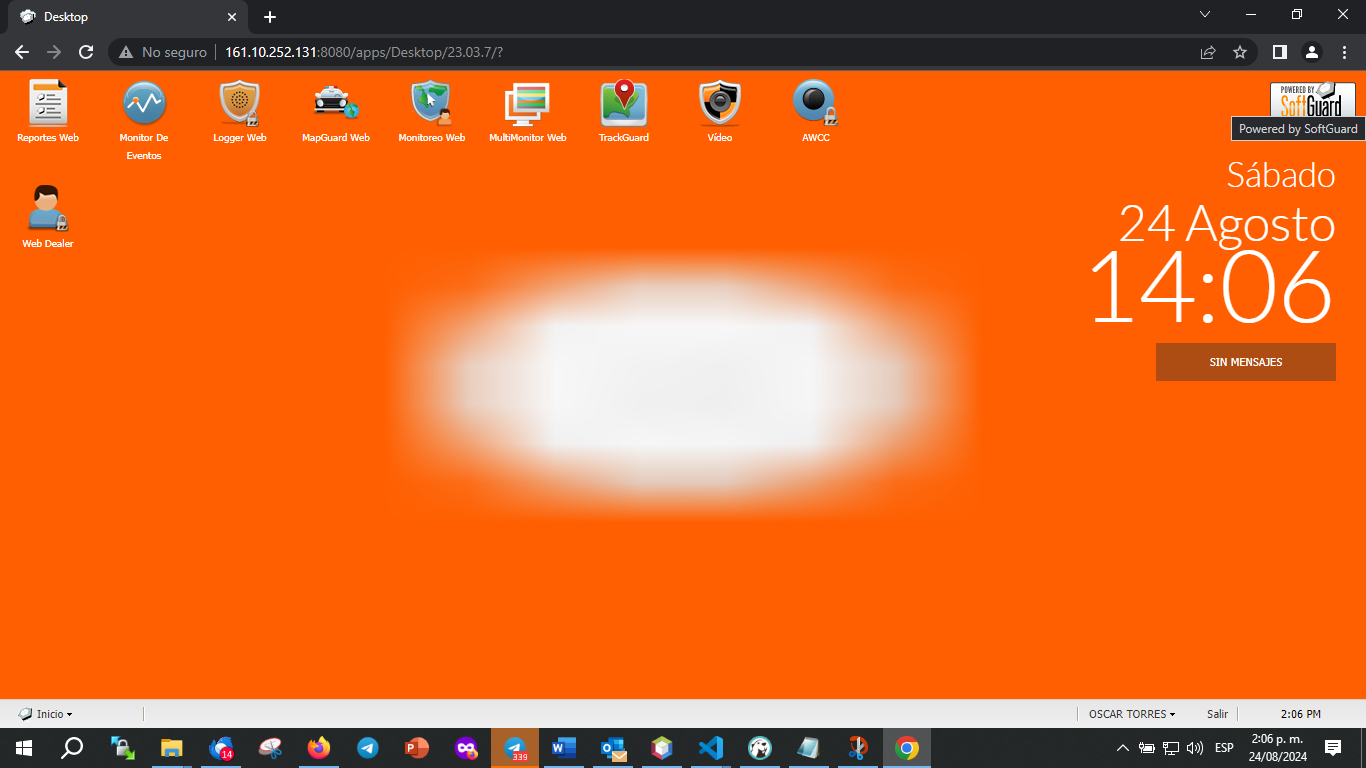 Desktop
No seguro
161.10.252.131:8080/apps/Desktop/23.03.7/?
Reportes Web
Monitor De
Eventos
Logger Web
MapGuard Web
Monitoreo Web
MultiMonitor Web
TrackGuard
Vídeo
AWCC
POWERED BY
SoftGuard
Powered by SoftGuard
Web Dealer
Sábado
24 Agosto
14:06
SIN MENSAJES
Inicio
OSCAR TORRES
Salir
2:06 PM
14
339
ESP
2:06 p. m.
24/08/2024